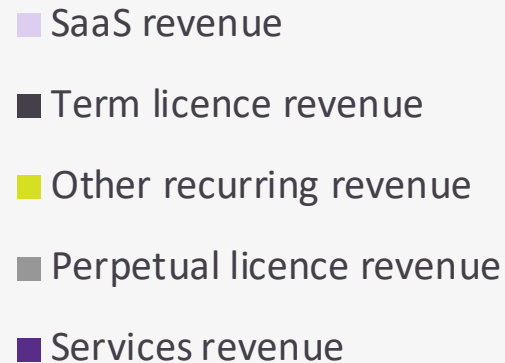 SaaS revenue
Term licence revenue
Other recurring revenue
Perpetual licence revenue
Services revenue